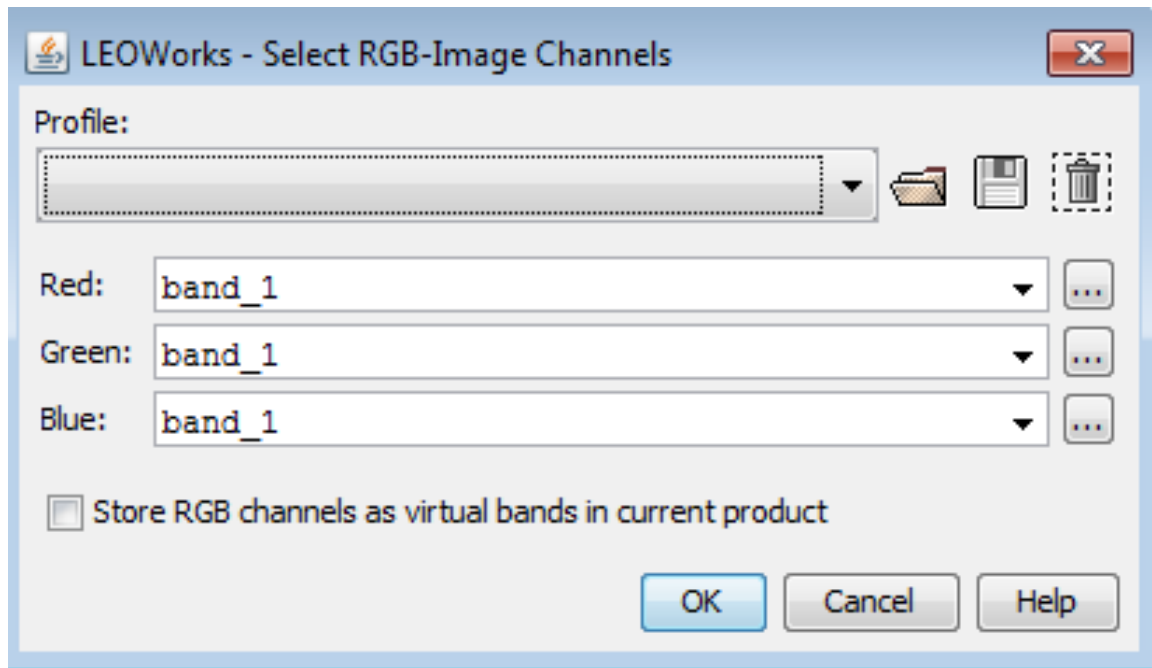 LEOWorks - Select RGB-Image Channels
Profile:
Red: band_1 ...
Green: band_1 ...
Blue: band_1 ...
Store RGB channels as virtual bands in current product
OK Cancel Help